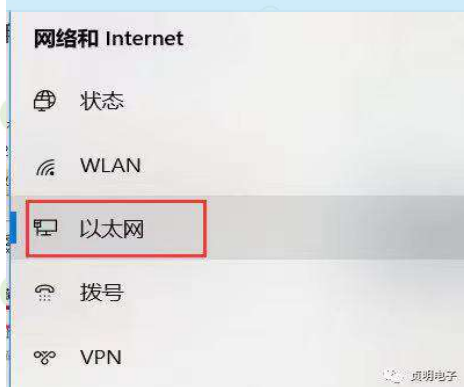 网络和 Internet
状态
WLAN
以太网
拨号
VPN
贞明电子